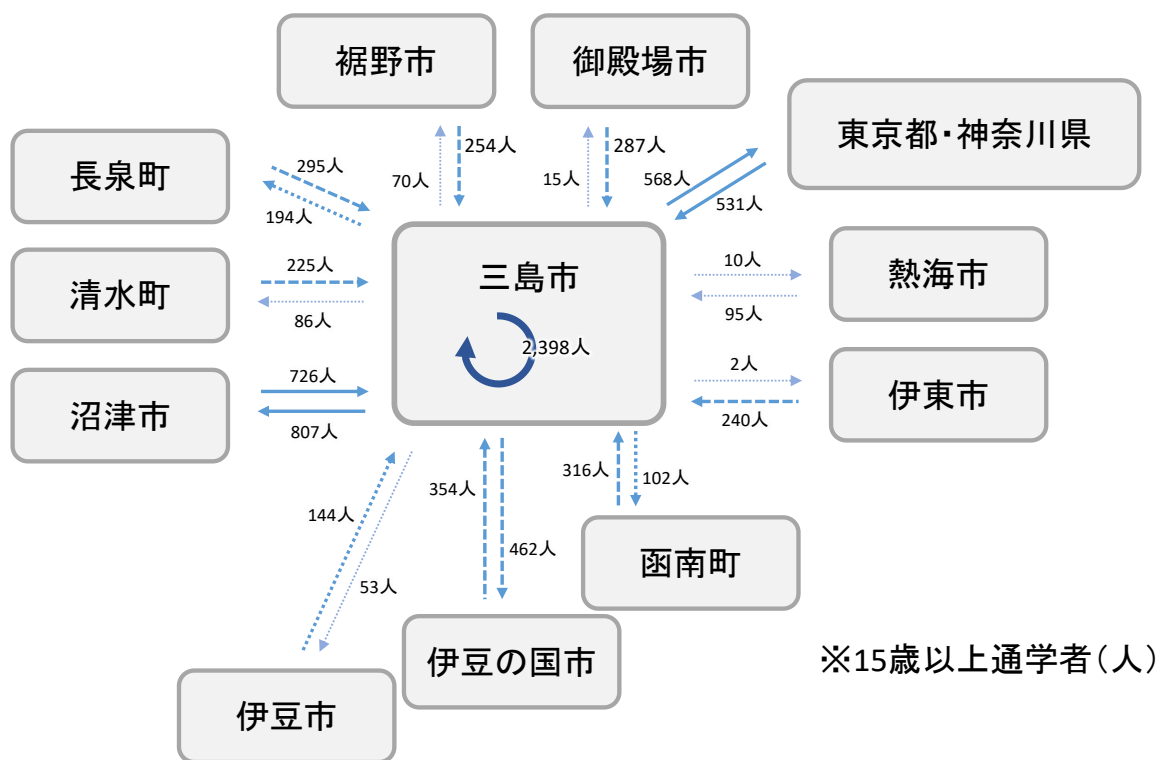 裾野市
御殿場市
東京都・神奈川県
長泉町
295人
194人
70人
254人
15人
287人
568人
531人
清水町
225人
86人
三島市
2,398人
10人
95人
熱海市
沼津市
726人
807人
2人
240人
伊東市
144人
53人
354人
462人
316人
102人
函南町
伊豆の国市
伊豆市
※15歳以上通学者(人)